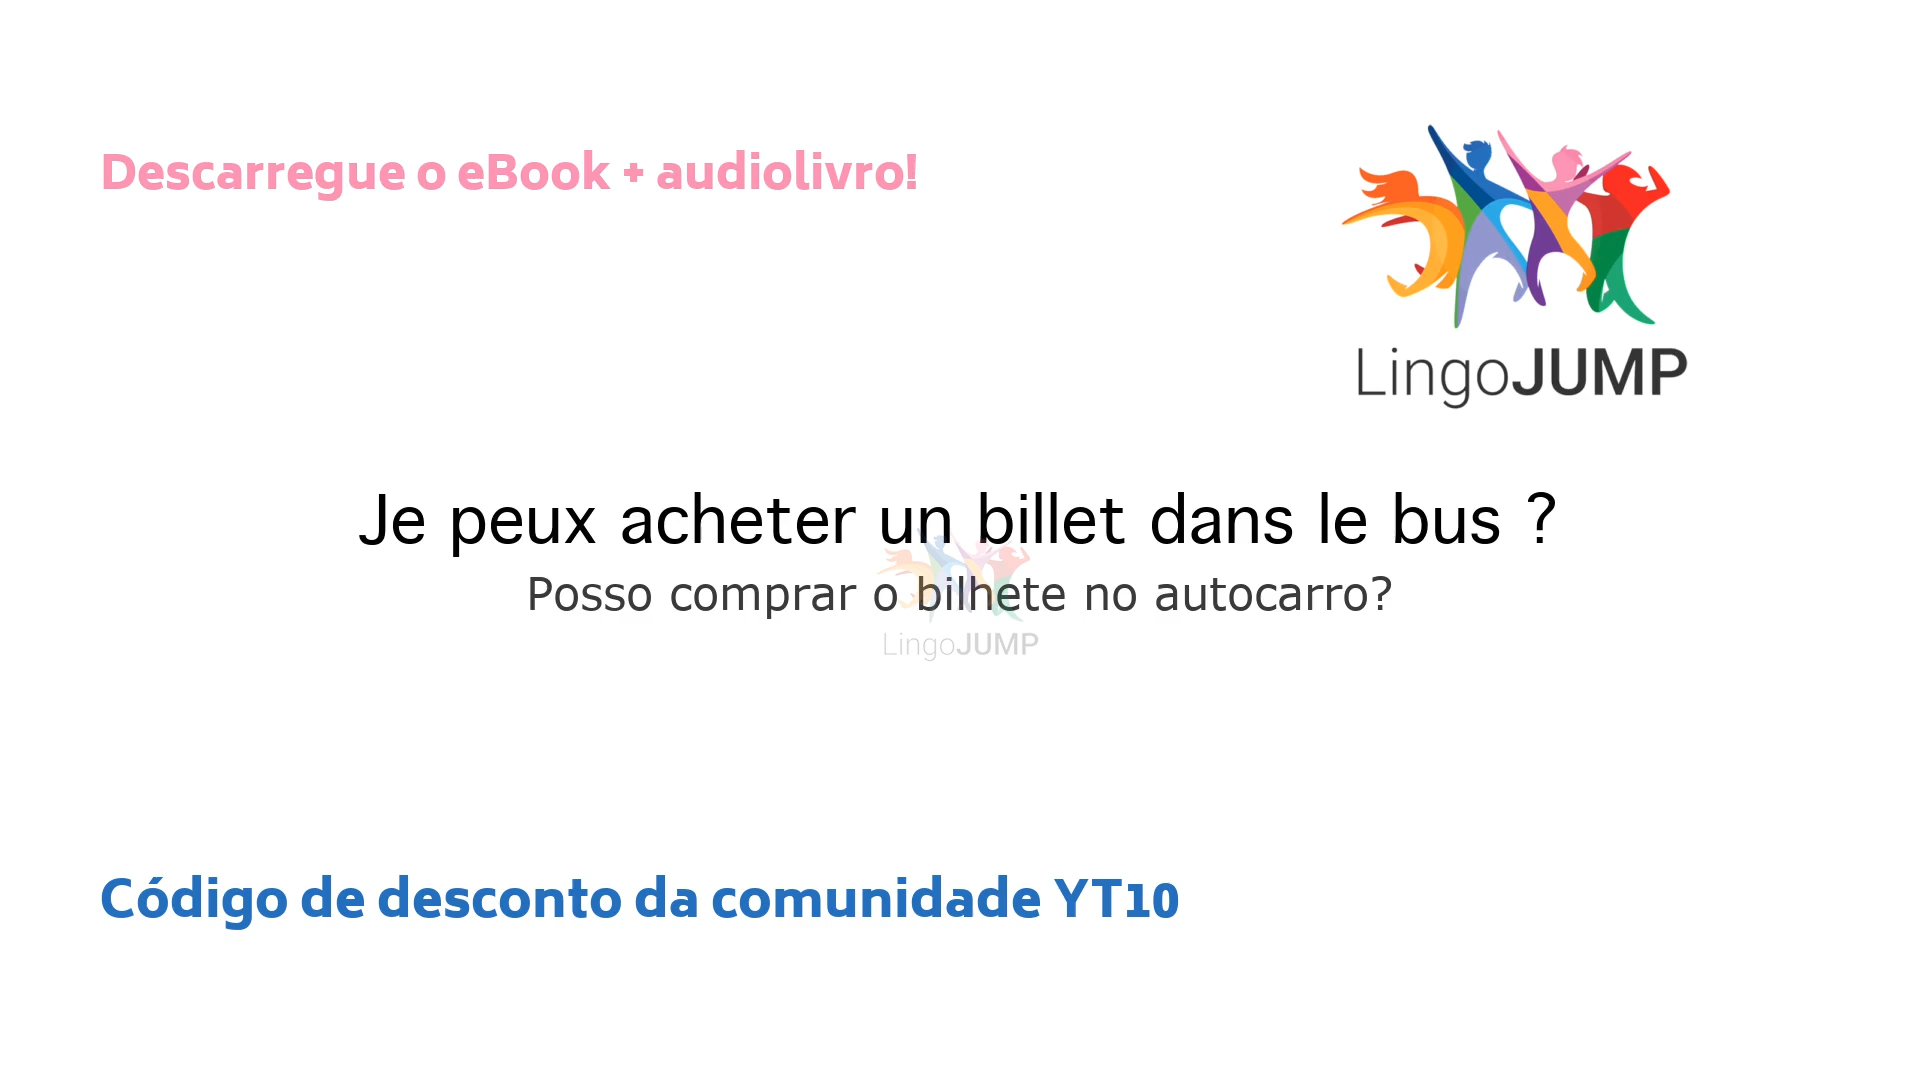 Descarregue o eBook + audiolivro!
LingoJUMP
Je peux acheter un billet dans le bus ?
Posso comprar o bilhete no autocarro?
LingoJUMP
Código de desconto da comunidade YT10